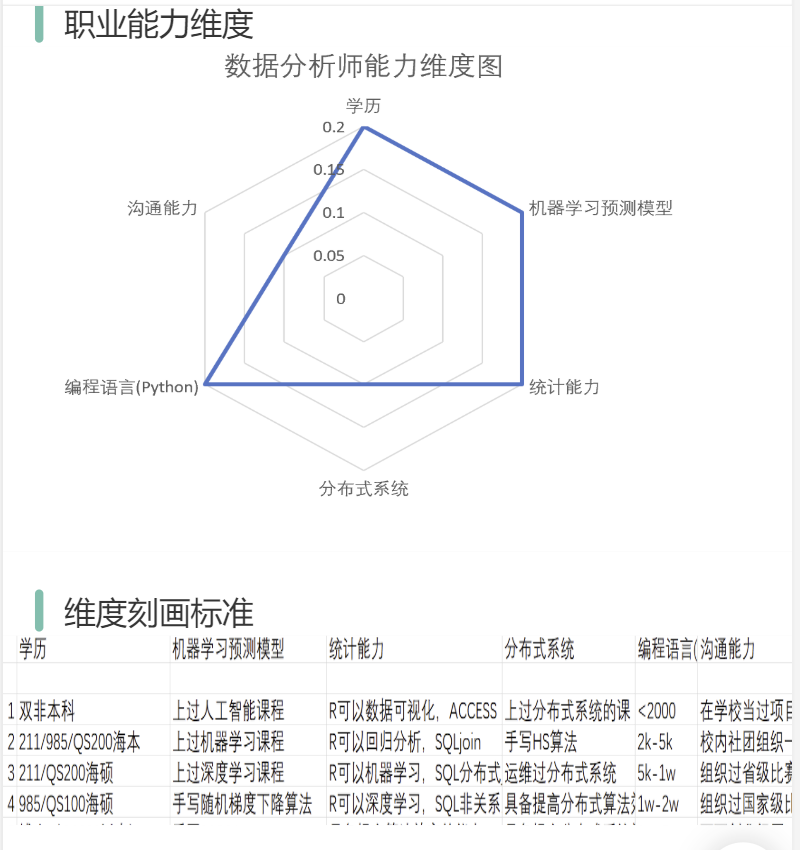 职业能力维度
数据分析师能力维度图
学历
0.2
0.15
沟通能力
0.1
机器学习预测模型
0.05
0
编程语言(Python)
统计能力
分布式系统
维度刻画标准
学历 机器学习预测模型 统计能力 分布式系统 编程语言( 沟通能力
1 双非本科 上过人工智能课程 R可以数据可视化，ACCESS 上过分布式系统的课 <2000 在学校当过项目
2 211/985/QS200海本 上过机器学习课程 R可以回归分析，SQLjoin 手写HS算法 2k-5k 校内社团组织一
3 211/QS200海硕 上过深度学习课程 R可以机器学习，SQL分布式 运维过分布式系统 5k-1w 组织过省级比赛
4 985/QS100海硕 手写随机梯度下降算法 R可以深度学习，SQL非关系 具备提高分布式算法 1w-2w 组织过国家级比